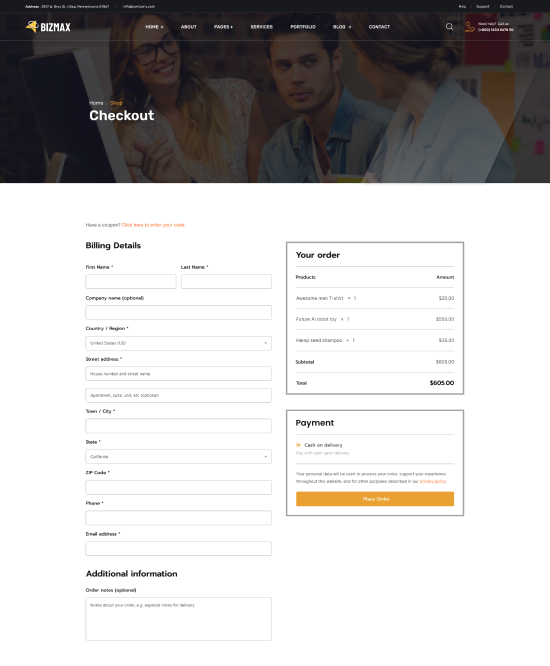 Address: 2817 W. Gray St. Utica, Pennsylvania 57867
info@company.com
Help
Support
Contact
BIZMAX
HOME
ABOUT
PAGES +
SERVICES
PORTFOLIO
BLOG
CONTACT
Need help? Call us:
Home
Shop
Checkout
Have a coupon? Click here to enter your code
Billing Details
First Name *
Last Name *
Company name (optional)
Country / Region *
United States (US)
Street address *
House number and street name
Apartment, suite, unit, etc (optional)
Town / City *
State *
California
ZIP Code *
Phone *
Email address *
Additional information
Order notes (optional)
Notes about your order, e.g. especial notes for delivery
Your order
Products Amount
Awesome men T-shirt × 1 $20.00
Future AI robot toy × 1 $550.00
Hemp seed shampoo × 1 $35.00
Subtotal $605.00
Total $605.00
Payment
Cash on delivery
Pay with cash upon delivery.
Your personal data will be used to process your order, support your experience
throughout this website, and for other purposes described in our privacy policy.
Place Order